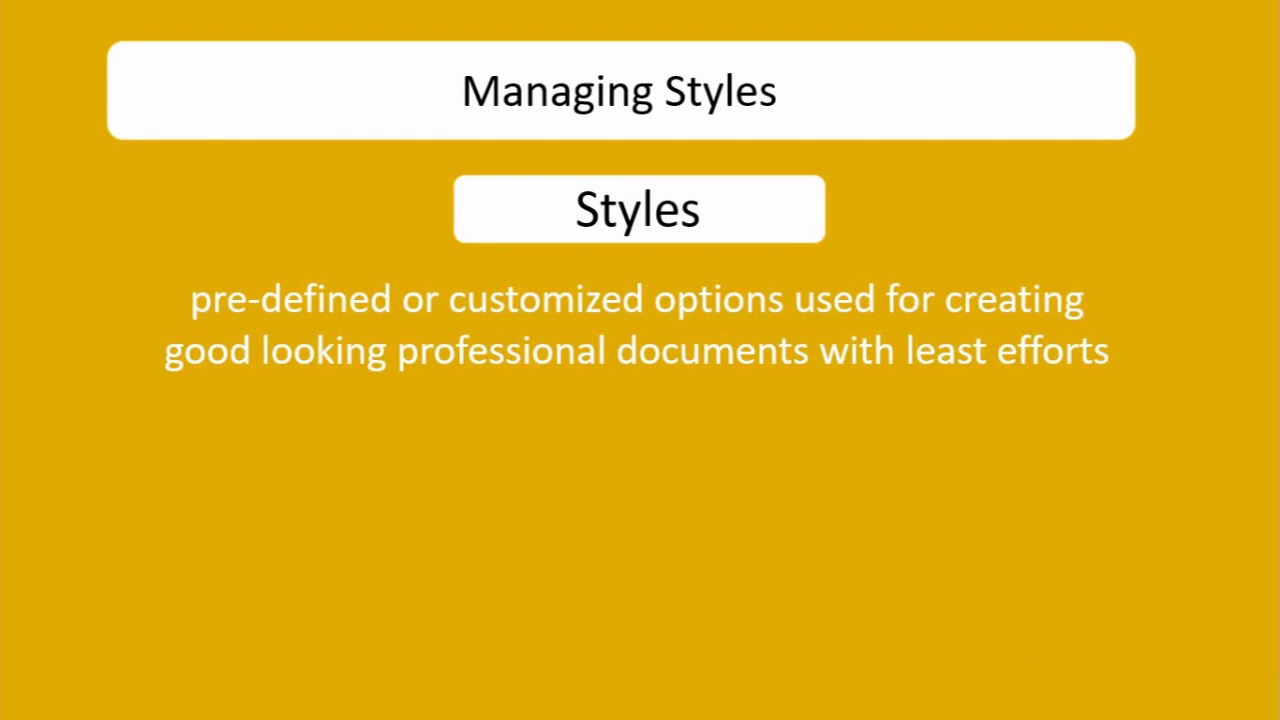 Managing Styles
Styles
pre-defined or customized options used for creating
good looking professional documents with least efforts